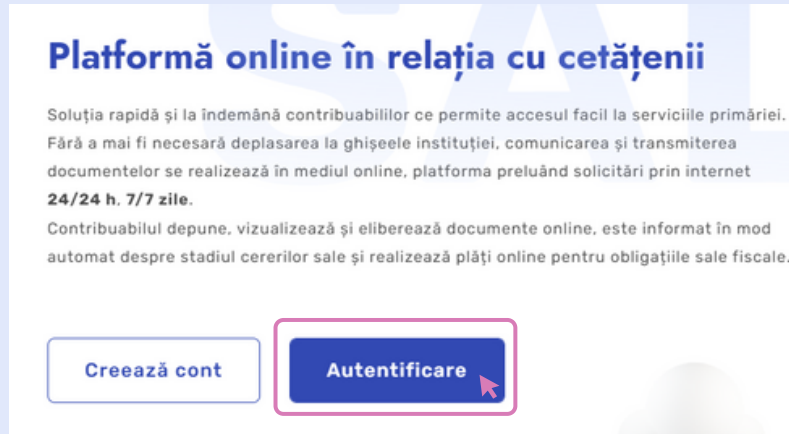 Platformă online în relația cu cetățenii
Soluția rapidă și la îndemână contribuabililor ce permite accesul facil la serviciile primăriei.
Fără a mai fi necesară deplasarea la ghișeele instituției, comunicarea și transmiterea
documentelor se realizează în mediul online, platforma preluând solicitări prin internet
24/24 h, 7/7 zile.
Contribuabilul depune, vizualizează și eliberează documente online, este informat în mod
automat despre stadiul cererilor sale și realizează plăți online pentru obligațiile sale fiscale.
Creează cont
Autentificare